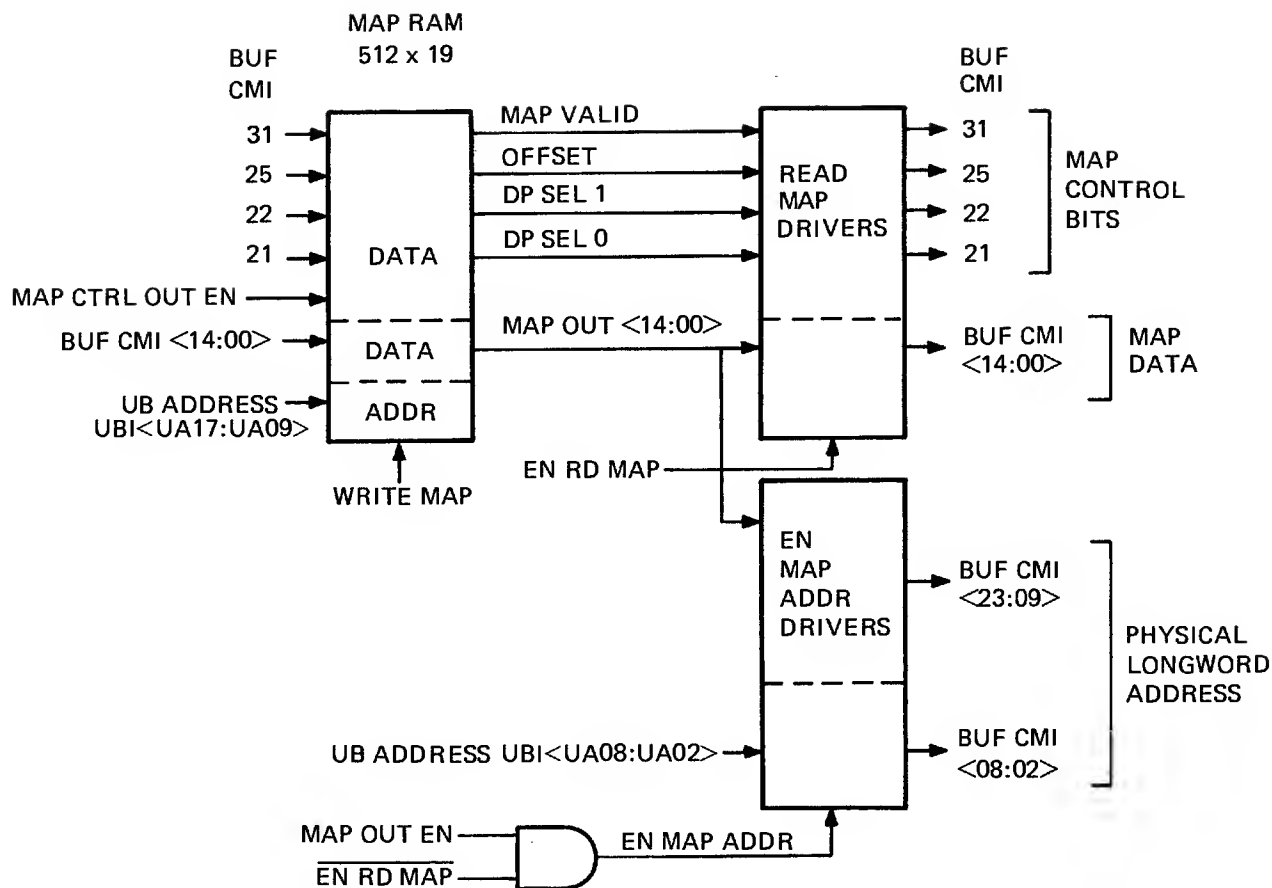 MAP RAM
512 x 19
BUF
CMI
31
25
22
21
MAP CTRL OUT EN
BUF CMI <14:00>
UB ADDRESS
UBI<UA17:UA09>
DATA
DATA
ADDR
WRITE MAP
MAP VALID
OFFSET
DP SEL 1
DP SEL 0
MAP OUT <14:00>
READ
MAP
DRIVERS
EN RD MAP
BUF
CMI
31
25
22
21
MAP
CONTROL
BITS
BUF CMI
<14:00>
MAP
DATA
EN
MAP
ADDR
DRIVERS
BUF CMI
<23:09>
PHYSICAL
LONGWORD
ADDRESS
UB ADDRESS UBI<UA08:UA02>
BUF CMI
<08:02>
MAP OUT EN
EN RD MAP
EN MAP ADDR